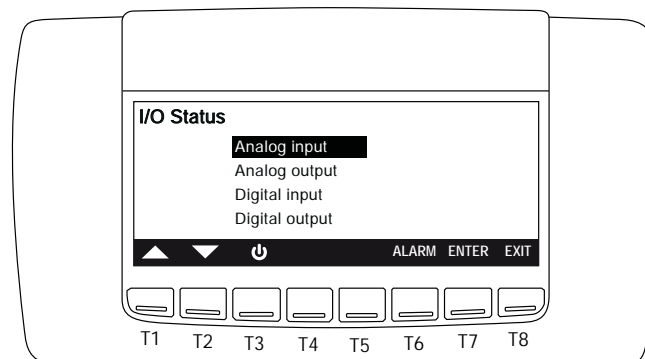 I/O Status
Analog input
Analog output
Digital input
Digital output
ALARM ENTER EXIT
T1 T2 T3 T4 T5 T6 T7 T8